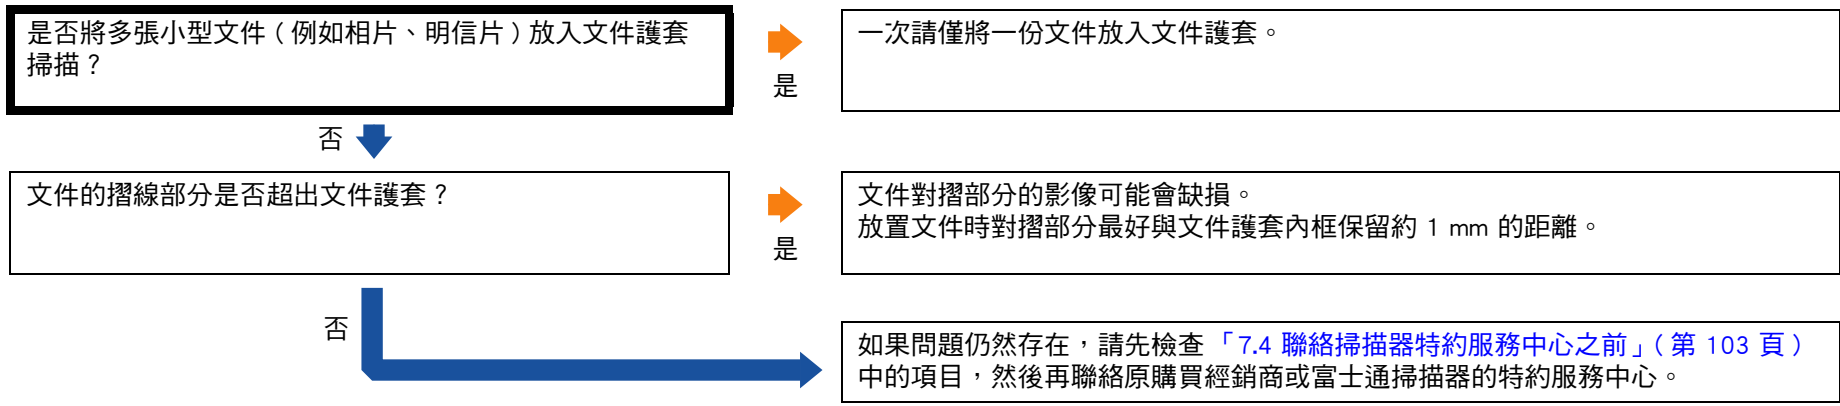 是否將多張小型文件（例如相片、明信片）放入文件護套
掃描？
是
一次請僅將一份文件放入文件護套。
否
文件的摺線部分是否超出文件護套？
是
文件對摺部分的影像可能會缺損。
放置文件時對摺部分最好與文件護套內框保留約 1 mm 的距離。
否
如果問題仍然存在，請先檢查「7.4 聯絡掃描器特約服務中心之前」（第 103 頁）
中的項目，然後再聯絡原購買經銷商或富士通掃描器的特約服務中心。